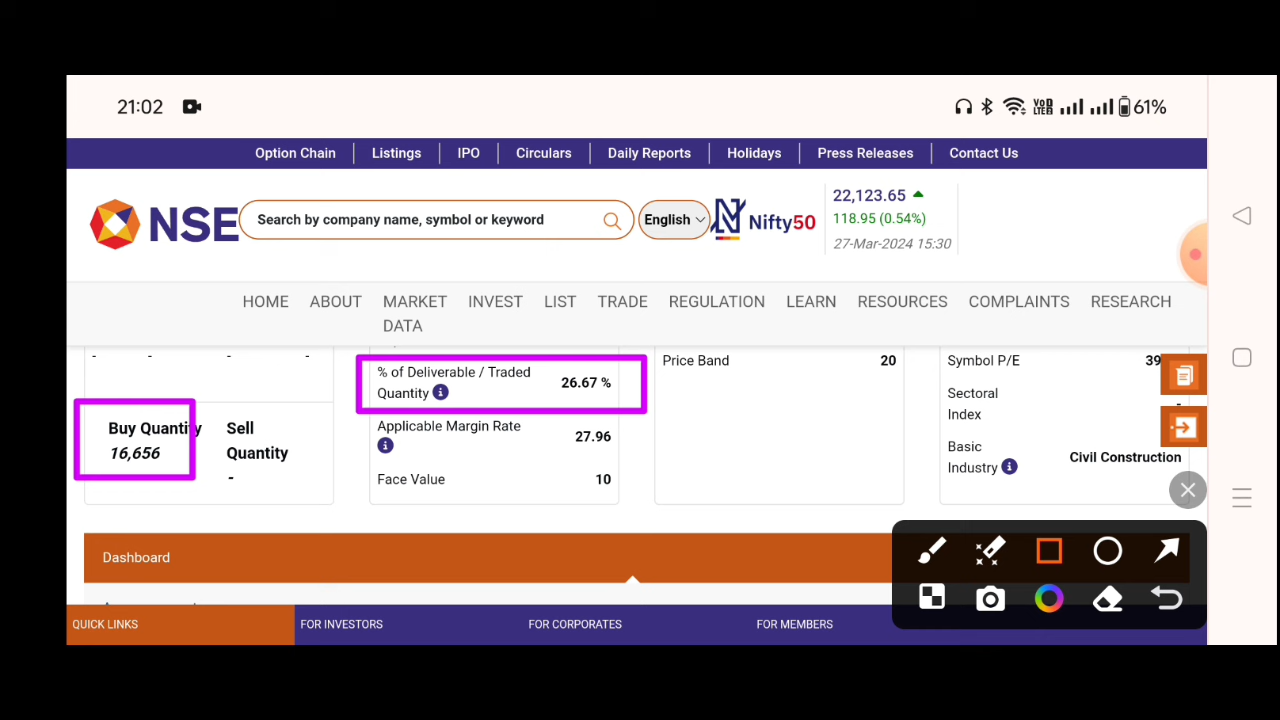 21:02
VoD LTE2 61%
Option Chain Listings IPO Circulars Daily Reports Holidays Press Releases Contact Us
NSE Search by company name, symbol or keyword English Nifty50
22,123.65
118.95 (0.54%)
27-Mar-2024 15:30
HOME ABOUT MARKET DATA INVEST LIST TRADE REGULATION LEARN RESOURCES COMPLAINTS RESEARCH
- - - -
Buy Quantity
16,656
Sell
Quantity
-
% of Deliverable / Traded
Quantity 26.67 %
Applicable Margin Rate
27.96
Face Value 10
Price Band 20
Symbol P/E 39
Sectoral
Index -
Basic
Industry Civil Construction
Dashboard
QUICK LINKS FOR INVESTORS FOR CORPORATES FOR MEMBERS